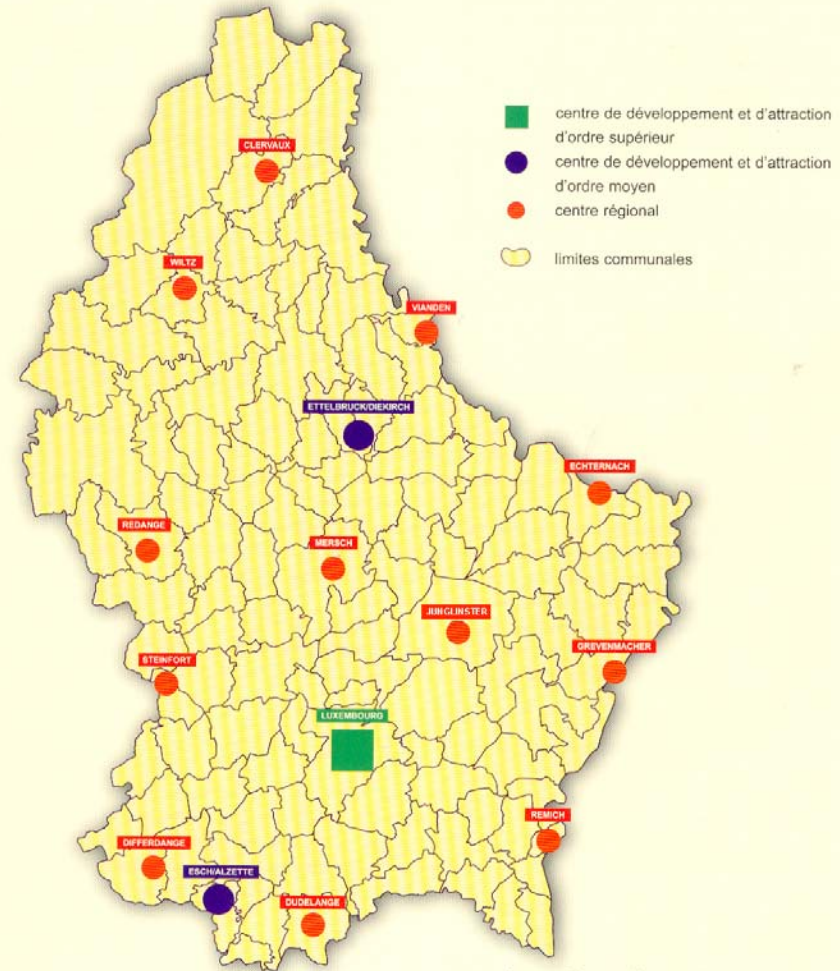 centre de développement et d'attraction
d'ordre supérieur
centre de développement et d'attraction
d'ordre moyen
centre régional
limites communales
CLERVAUX
WILTZ
VIANDEN
ETTELBRUCK/DIEKIRCH
ECHTERNACH
REDANGE
MERSCH
JUNGLINSTER
GREVENMACHER
STEINFORT
LUXEMBOURG
REMICH
DIFFERDANGE
ESCH/ALZETTE
DUDELANGE